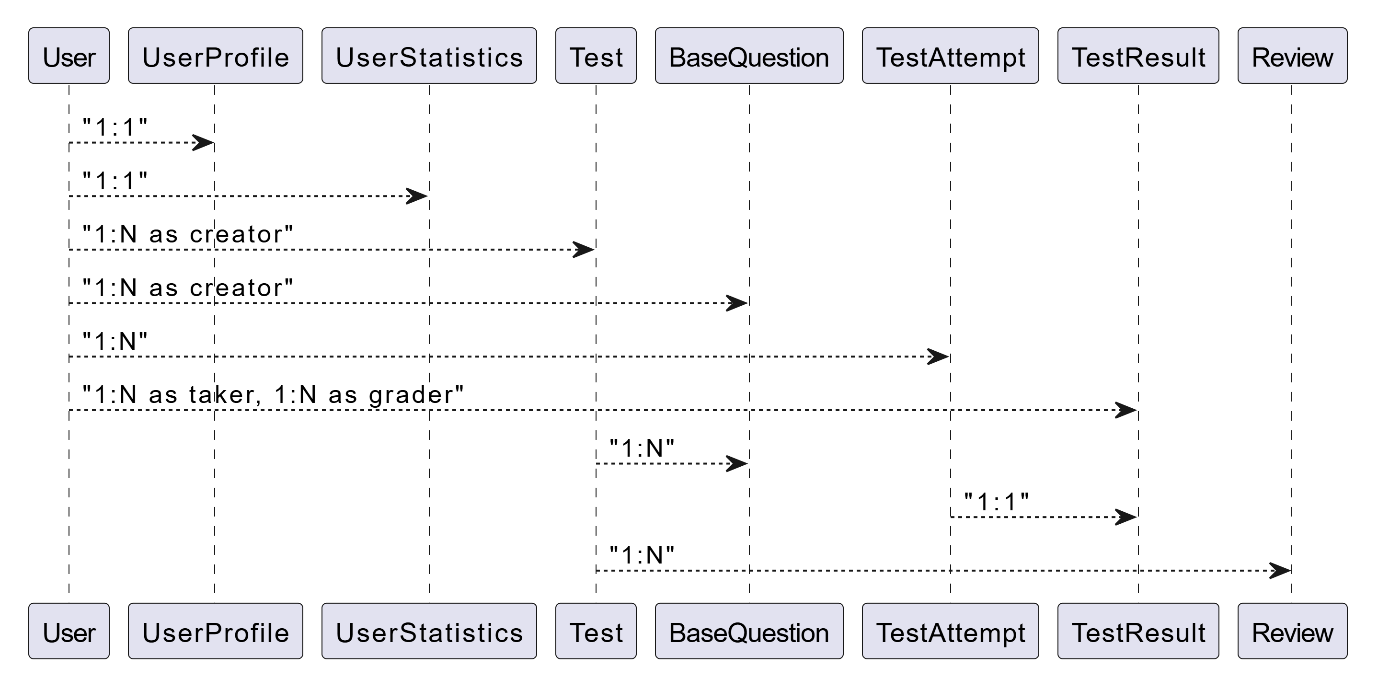 User UserProfile UserStatistics Test BaseQuestion TestAttempt TestResult Review
"1:1"
"1:1"
"1:N as creator"
"1:N as creator"
"1:N"
"1:N as taker, 1:N as grader"
"1:N"
"1:1"
"1:N"
User UserProfile UserStatistics Test BaseQuestion TestAttempt TestResult Review